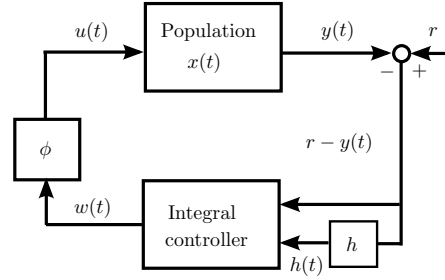 u(t)
Population
x(t)
y(t)
r
−
+
ϕ
r − y(t)
w(t)
Integral
controller
h
h(t)